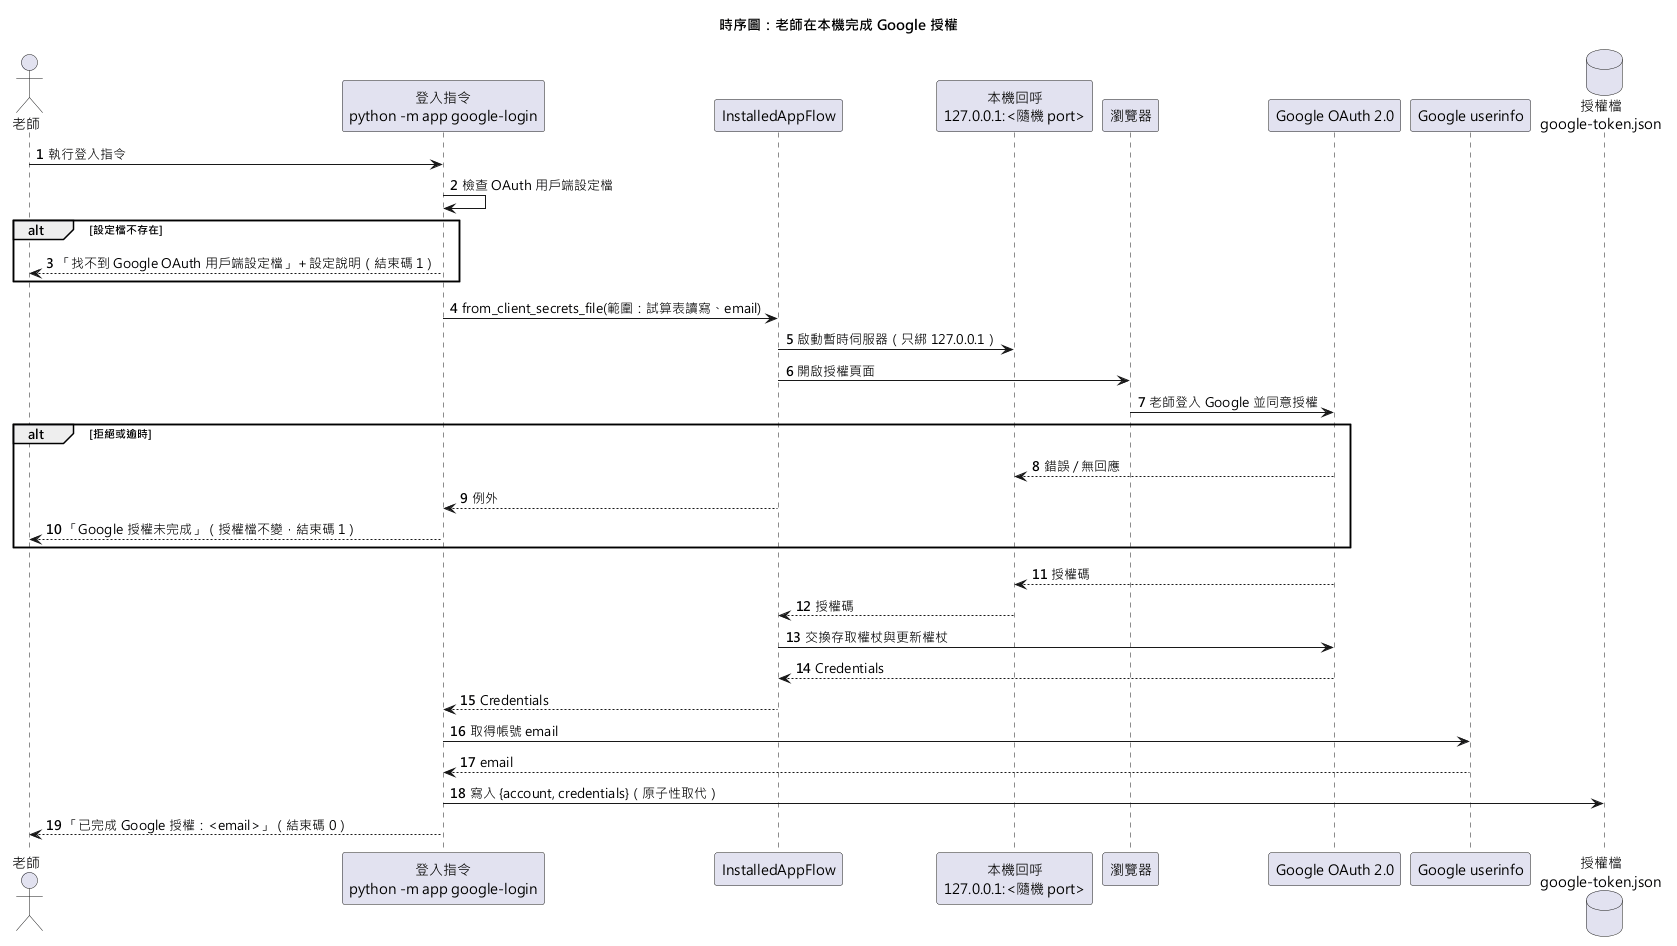 時序圖：老師在本機完成 Google 授權
老師
登入指令
python -m app google-login
InstalledAppFlow
本機回呼
127.0.0.1:<隨機 port>
瀏覽器
Google OAuth 2.0
Google userinfo
授權檔
google-token.json
1 執行登入指令
2 檢查 OAuth 用戶端設定檔
alt [設定檔不存在]
3 「找不到 Google OAuth 用戶端設定檔」＋設定說明（結束碼 1）
4 from_client_secrets_file(範圍：試算表讀寫、email)
5 啟動暫時伺服器（只綁 127.0.0.1）
6 開啟授權頁面
7 老師登入 Google 並同意授權
alt [拒絕或逾時]
8 錯誤 / 無回應
9 例外
10 「Google 授權未完成」（授權檔不變，結束碼 1）
11 授權碼
12 授權碼
13 交換存取權杖與更新權杖
14 Credentials
15 Credentials
16 取得帳號 email
17 email
18 寫入 {account, credentials}（原子性取代）
19 「已完成 Google 授權：<email>」（結束碼 0）
老師
登入指令
python -m app google-login
InstalledAppFlow
本機回呼
127.0.0.1:<隨機 port>
瀏覽器
Google OAuth 2.0
Google userinfo
授權檔
google-token.json